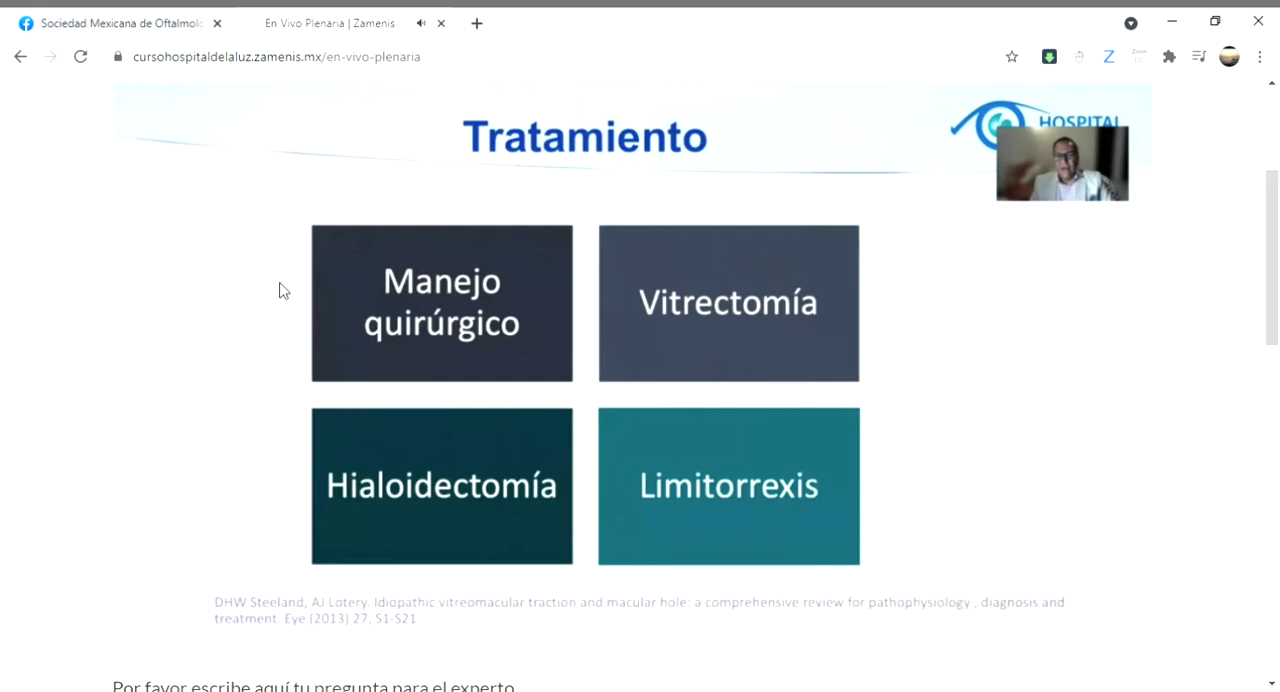 Sociedad Mexicana de Oftalmolo
En Vivo Plenaria | Zamenis
cursohospitaldelaluz.zamenis.mx/en-vivo-plenaria
Tratamiento
HOSPITAL
Manejo
quirúrgico
Vitrectomía
Hialoidectomía
Limitorrexis
DHW Steeland, AJ Lotery. Idiopathic vitreomacular traction and macular hole: a comprehensive review for pathophysiology , diagnosis and
treatment. Eye (2013) 27, S1-S21
Por favor escribe aquí tu pregunta para el experto